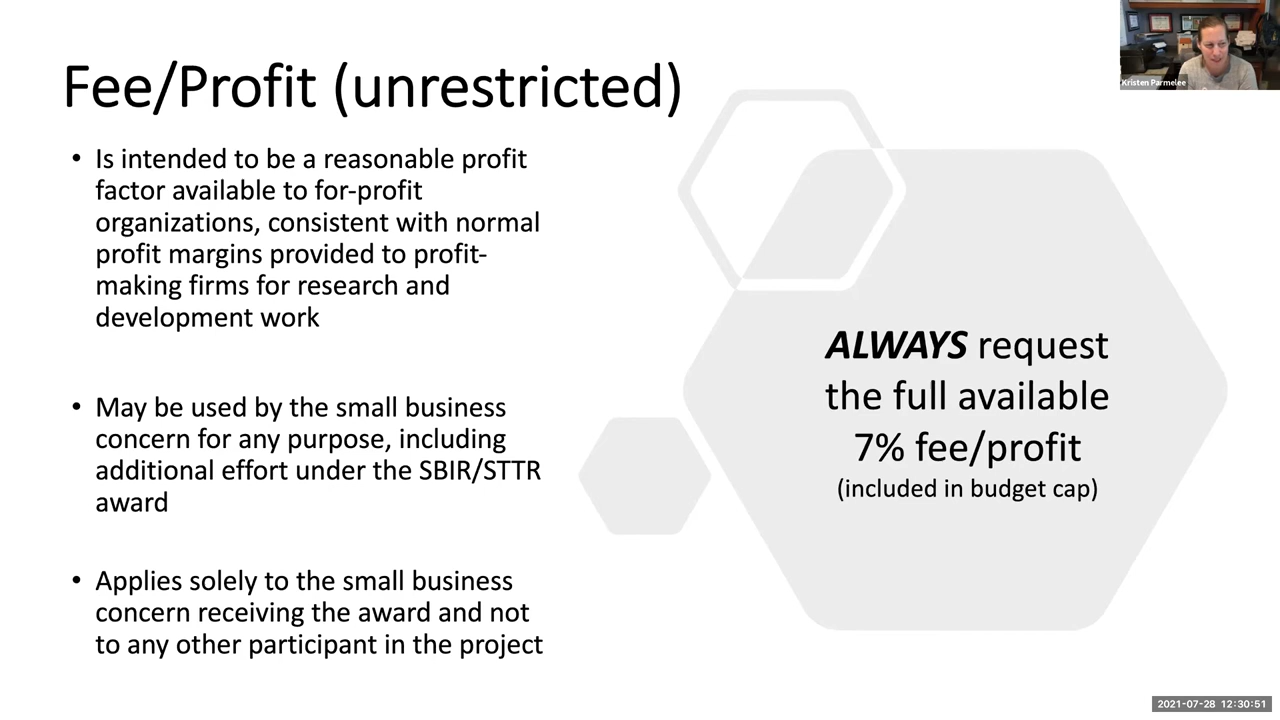 Fee/Profit (unrestricted)
• Is intended to be a reasonable profit
factor available to for-profit
organizations, consistent with normal
profit margins provided to profit-
making firms for research and
development work
• May be used by the small business
concern for any purpose, including
additional effort under the SBIR/STTR
award
• Applies solely to the small business
concern receiving the award and not
to any other participant in the project
ALWAYS request
the full available
7% fee/profit
(included in budget cap)
Kristen Parmelee
2021-07-28 12:30:51